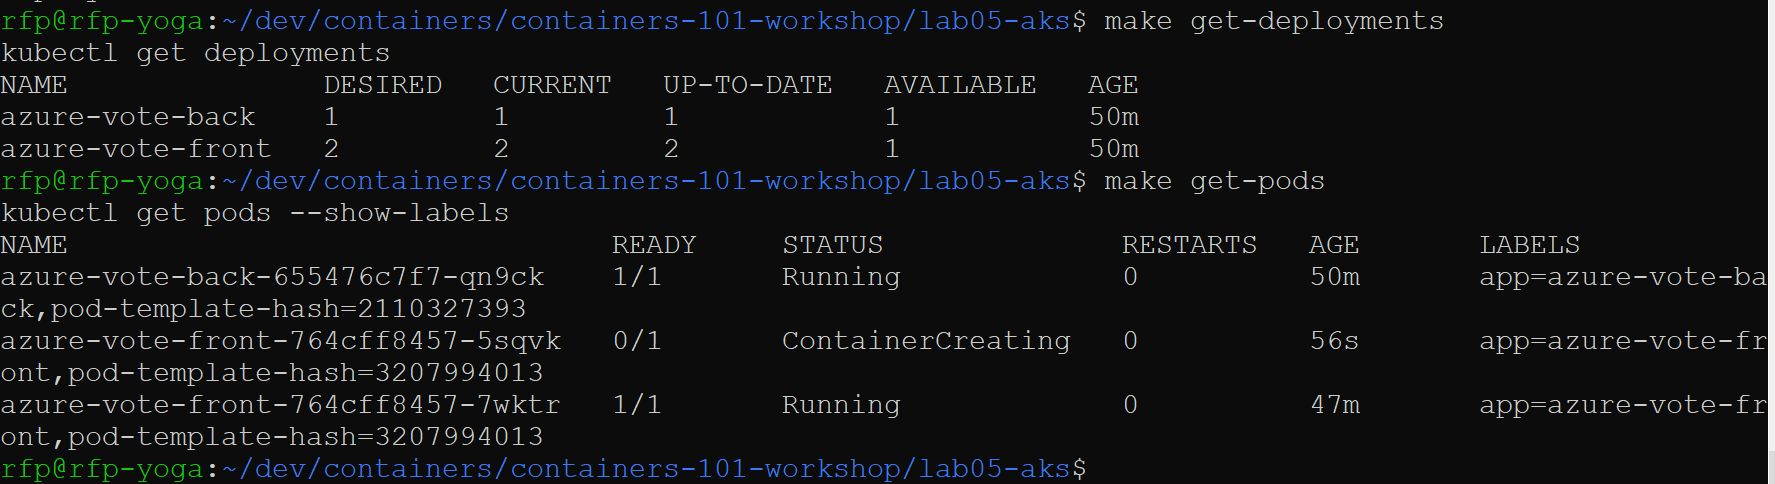 rfp@rfp-yoga:~/dev/containers/containers-101-workshop/lab05-aks$ make get-deployments
kubectl get deployments
NAME               DESIRED   CURRENT   UP-TO-DATE   AVAILABLE   AGE
azure-vote-back    1         1         1            1           50m
azure-vote-front   2         2         2            1           50m
rfp@rfp-yoga:~/dev/containers/containers-101-workshop/lab05-aks$ make get-pods
kubectl get pods --show-labels
NAME                                READY     STATUS              RESTARTS   AGE       LABELS
azure-vote-back-655476c7f7-qn9ck    1/1       Running             0          50m       app=azure-vote-ba
ck,pod-template-hash=2110327393
azure-vote-front-764cff8457-5sqvk   0/1       ContainerCreating   0          56s       app=azure-vote-fr
ont,pod-template-hash=3207994013
azure-vote-front-764cff8457-7wktr   1/1       Running             0          47m       app=azure-vote-fr
ont,pod-template-hash=3207994013
rfp@rfp-yoga:~/dev/containers/containers-101-workshop/lab05-aks$